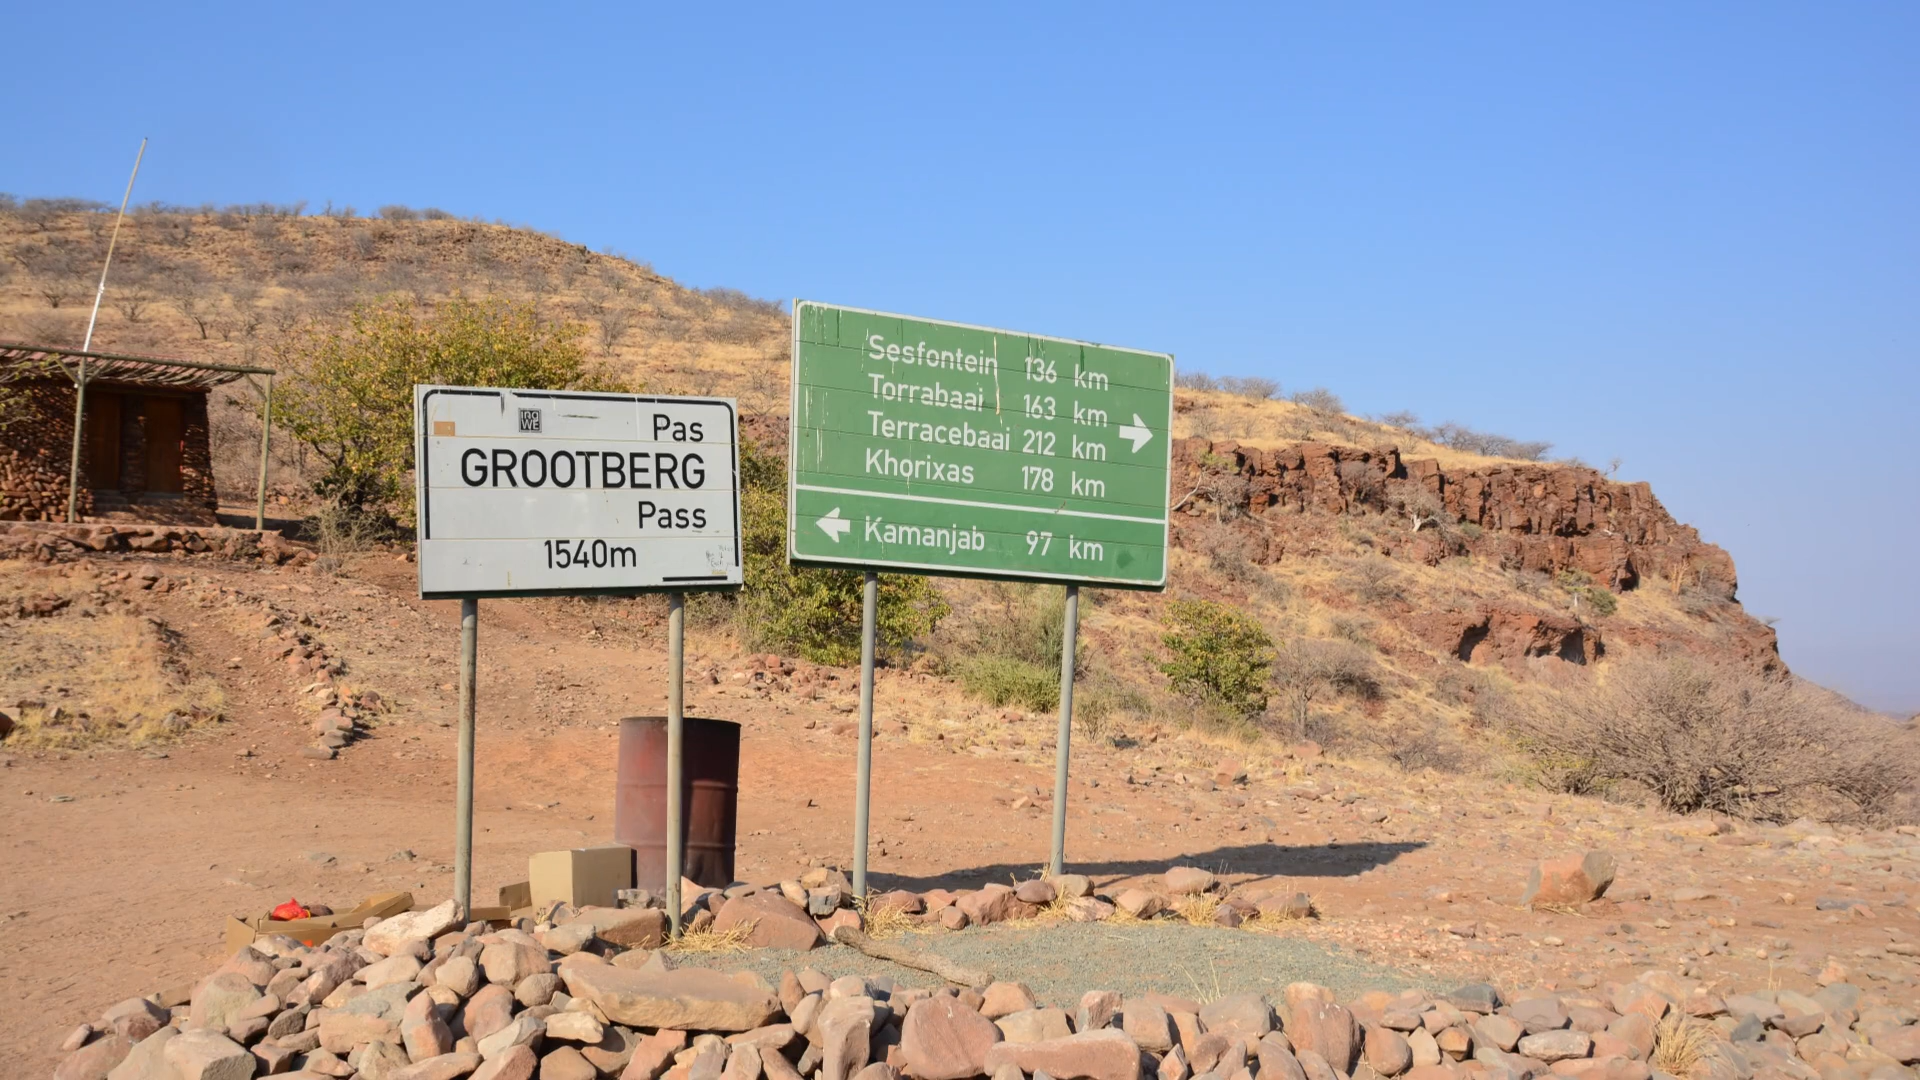 Pas
GROOTBERG
Pass
1540m
Sesfontein 136 km
Torrabaai 163 km
Terracebaai 212 km
Khorixas 178 km
Kamanjab 97 km